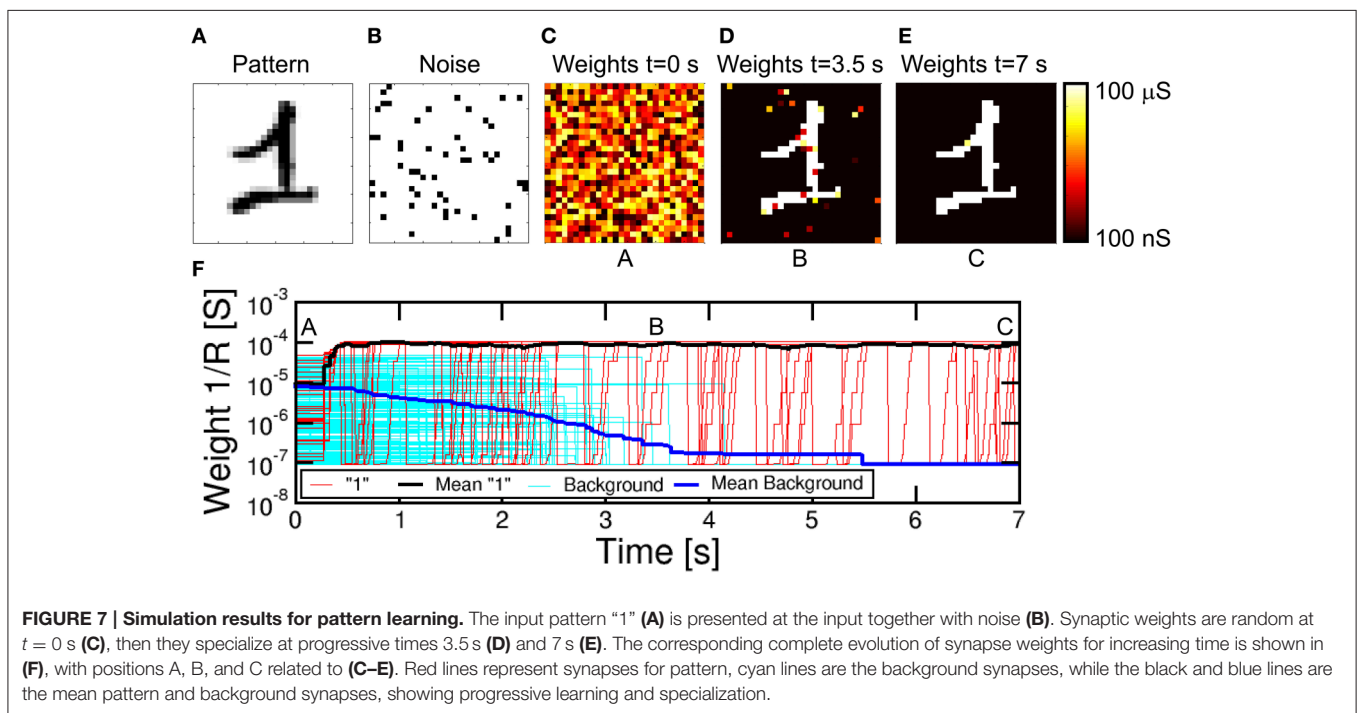 A B C D E
Pattern Noise Weights t=0 s Weights t=3.5 s Weights t=7 s
100 µS
100 nS
A B C
F
Weight 1/R [S]
10⁻³
10⁻⁴
10⁻⁵
10⁻⁶
10⁻⁷
10⁻⁸
A B C
"1" Mean "1" Background Mean Background
0 1 2 3 4 5 6 7
Time [s]
FIGURE 7 | Simulation results for pattern learning. The input pattern “1” (A) is presented at the input together with noise (B). Synaptic weights are random at
t = 0 s (C), then they specialize at progressive times 3.5 s (D) and 7 s (E). The corresponding complete evolution of synapse weights for increasing time is shown in
(F), with positions A, B, and C related to (C–E). Red lines represent synapses for pattern, cyan lines are the background synapses, while the black and blue lines are
the mean pattern and background synapses, showing progressive learning and specialization.